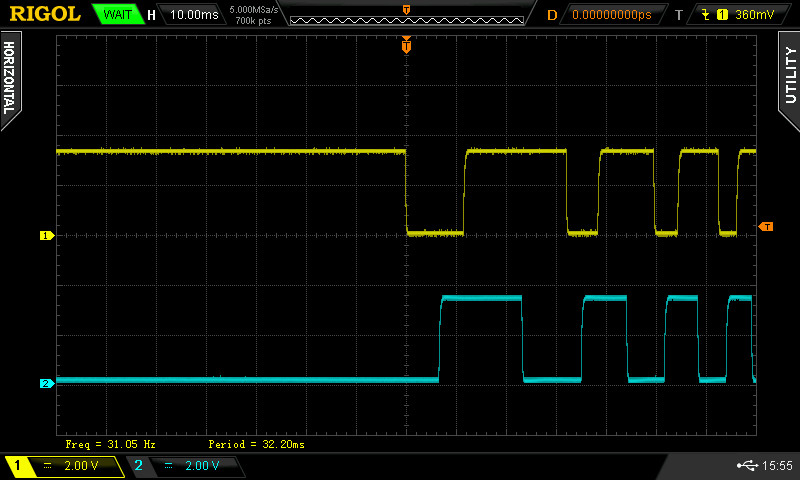 RIGOL WAIT H 10.00ms 5.000MSa/s 700k pts T D 0.00000000ps T 1 360mV
HORIZONTAL
UTILITY
T
1
T
2
Freq = 31.05 Hz Period = 32.20ms
1 2.00 V 2 2.00 V 15:55